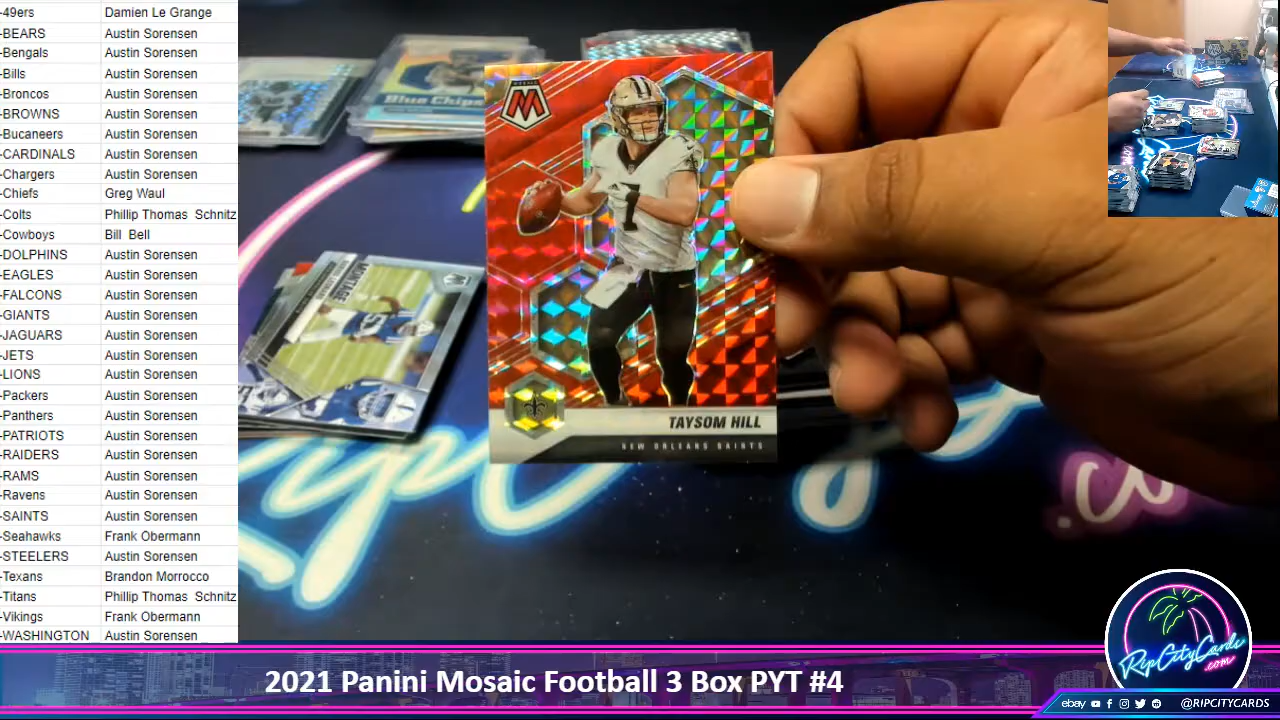 -49ers Damien Le Grange
-BEARS Austin Sorensen
-Bengals Austin Sorensen
-Bills Austin Sorensen
-Broncos Austin Sorensen
-BROWNS Austin Sorensen
-Bucaneers Austin Sorensen
-CARDINALS Austin Sorensen
-Chargers Austin Sorensen
-Chiefs Greg Waul
-Colts Phillip Thomas Schnitz
-Cowboys Bill Bell
-DOLPHINS Austin Sorensen
-EAGLES Austin Sorensen
-FALCONS Austin Sorensen
-GIANTS Austin Sorensen
-JAGUARS Austin Sorensen
-JETS Austin Sorensen
-LIONS Austin Sorensen
-Packers Austin Sorensen
-Panthers Austin Sorensen
-PATRIOTS Austin Sorensen
-RAIDERS Austin Sorensen
-RAMS Austin Sorensen
-Ravens Austin Sorensen
-SAINTS Austin Sorensen
-Seahawks Frank Obermann
-STEELERS Austin Sorensen
-Texans Brandon Morrocco
-Titans Phillip Thomas Schnitz
-Vikings Frank Obermann
-WASHINGTON Austin Sorensen
Blue Chips
MONTAGE
MOSAIC
M
7
TAYSOM HILL
NEW ORLEANS SAINTS
RipCityCards
.com
2021 Panini Mosaic Football 3 Box PYT #4
ebay @RIPCITYCARDS